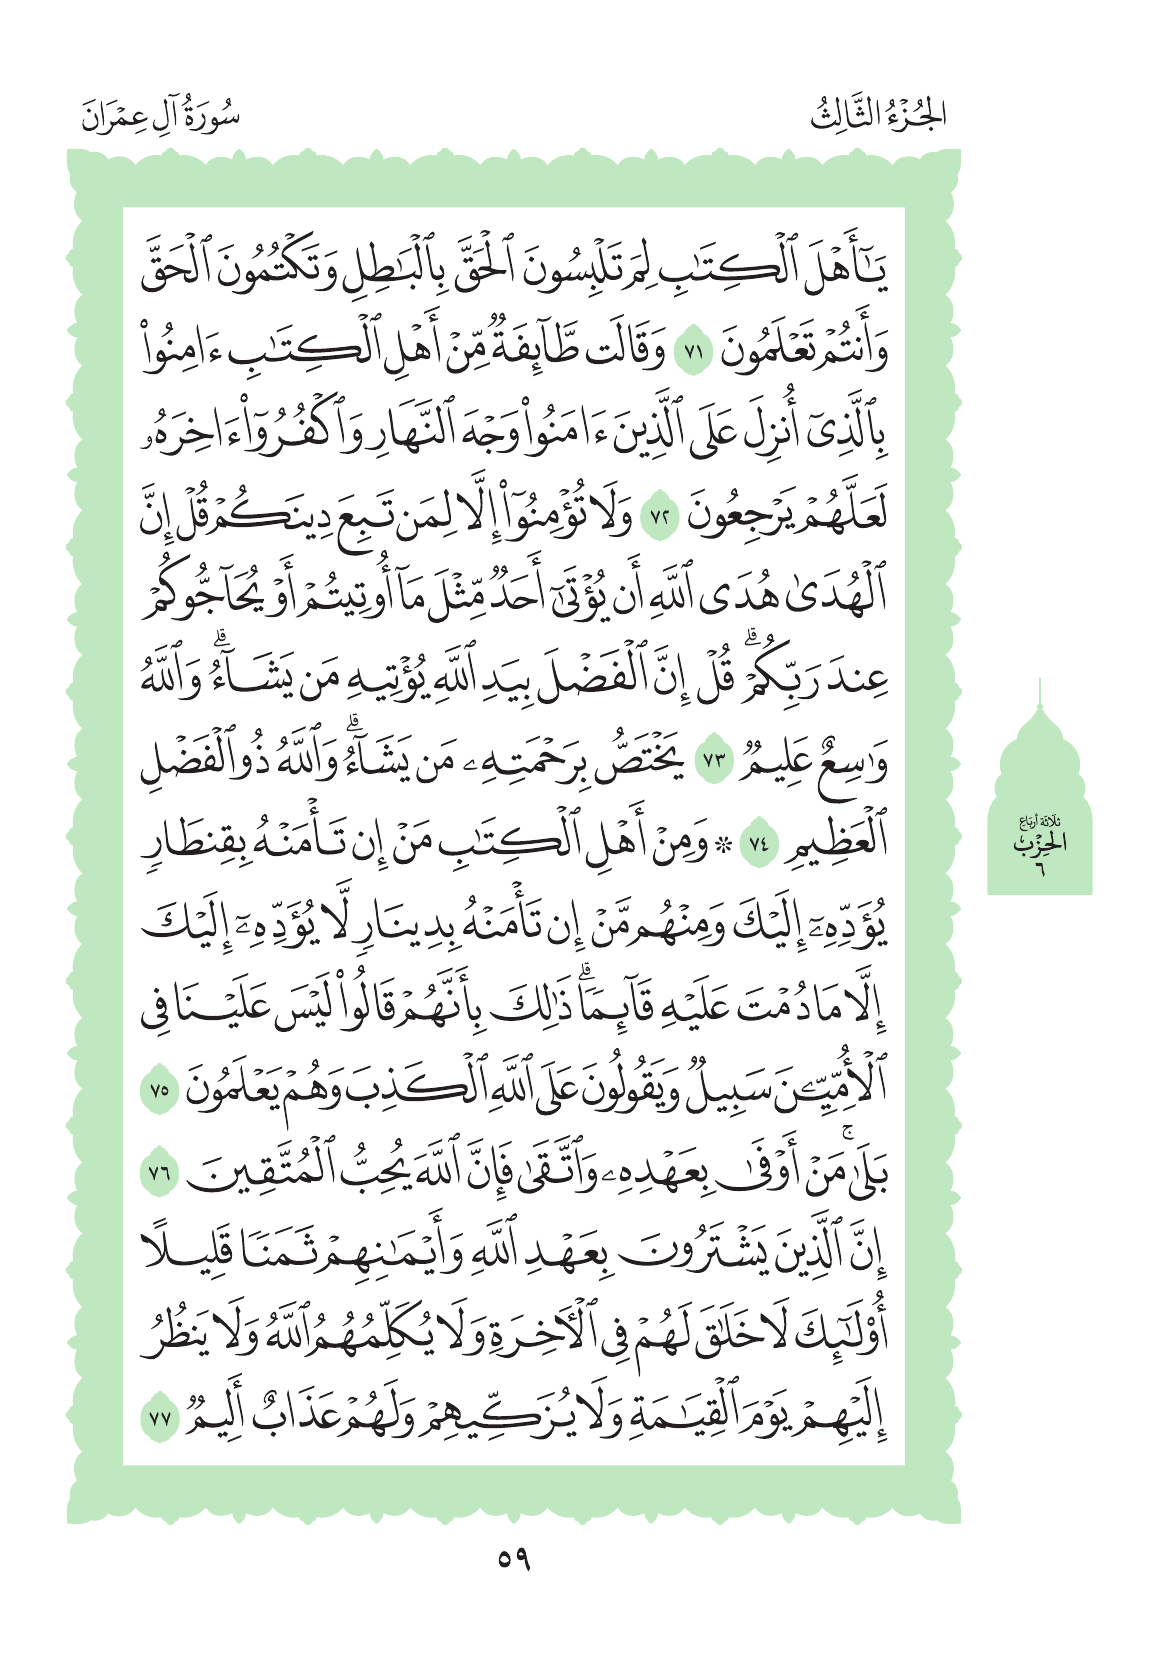 الجُزْءُ الثَّالِثُ
سُورَةُ آلِ عِمْرَانَ
يَٰٓأَهْلَ ٱلْكِتَٰبِ لِمَ تَلْبِسُونَ ٱلْحَقَّ بِٱلْبَٰطِلِ وَتَكْتُمُونَ ٱلْحَقَّ
وَأَنتُمْ تَعْلَمُونَ ٧١ وَقَالَت طَّآئِفَةٌ مِّنْ أَهْلِ ٱلْكِتَٰبِ ءَامِنُوا۟
بِٱلَّذِىٓ أُنزِلَ عَلَى ٱلَّذِينَ ءَامَنُوا۟ وَجْهَ ٱلنَّهَارِ وَٱكْفُرُوٓا۟ ءَاخِرَهُۥ
لَعَلَّهُمْ يَرْجِعُونَ ٧٢ وَلَا تُؤْمِنُوٓا۟ إِلَّا لِمَن تَبِعَ دِينَكُمْ قُلْ إِنَّ
ٱلْهُدَىٰ هُدَى ٱللَّهِ أَن يُؤْتَىٰٓ أَحَدٌ مِّثْلَ مَآ أُوتِيتُمْ أَوْ يُحَآجُّوكُمْ
عِندَ رَبِّكُمْ ۗ قُلْ إِنَّ ٱلْفَضْلَ بِيَدِ ٱللَّهِ يُؤْتِيهِ مَن يَشَآءُ ۗ وَٱللَّهُ
وَٰسِعٌ عَلِيمٌ ٧٣ يَخْتَصُّ بِرَحْمَتِهِۦ مَن يَشَآءُ ۗ وَٱللَّهُ ذُو ٱلْفَضْلِ
ٱلْعَظِيمِ ٧٤ ۞ وَمِنْ أَهْلِ ٱلْكِتَٰبِ مَنْ إِن تَأْمَنْهُ بِقِنطَارٍ
يُؤَدِّهِۦٓ إِلَيْكَ وَمِنْهُم مَّنْ إِن تَأْمَنْهُ بِدِينَارٍ لَّا يُؤَدِّهِۦٓ إِلَيْكَ
إِلَّا مَا دُمْتَ عَلَيْهِ قَآئِمًا ۗ ذَٰلِكَ بِأَنَّهُمْ قَالُوا۟ لَيْسَ عَلَيْنَا فِى
ٱلْأُمِّيِّـۧنَ سَبِيلٌ وَيَقُولُونَ عَلَى ٱللَّهِ ٱلْكَذِبَ وَهُمْ يَعْلَمُونَ ٧٥
بَلَىٰ ۚ مَنْ أَوْفَىٰ بِعَهْدِهِۦ وَٱتَّقَىٰ فَإِنَّ ٱللَّهَ يُحِبُّ ٱلْمُتَّقِينَ ٧٦
إِنَّ ٱلَّذِينَ يَشْتَرُونَ بِعَهْدِ ٱللَّهِ وَأَيْمَٰنِهِمْ ثَمَنًا قَلِيلًا
أُو۟لَٰٓئِكَ لَا خَلَٰقَ لَهُمْ فِى ٱلْـَٔاخِرَةِ وَلَا يُكَلِّمُهُمُ ٱللَّهُ وَلَا يَنظُرُ
إِلَيْهِمْ يَوْمَ ٱلْقِيَٰمَةِ وَلَا يُزَكِّيهِمْ وَلَهُمْ عَذَابٌ أَلِيمٌ ٧٧
ثلاثة أرباع
الحِزْب
٦
٥٩